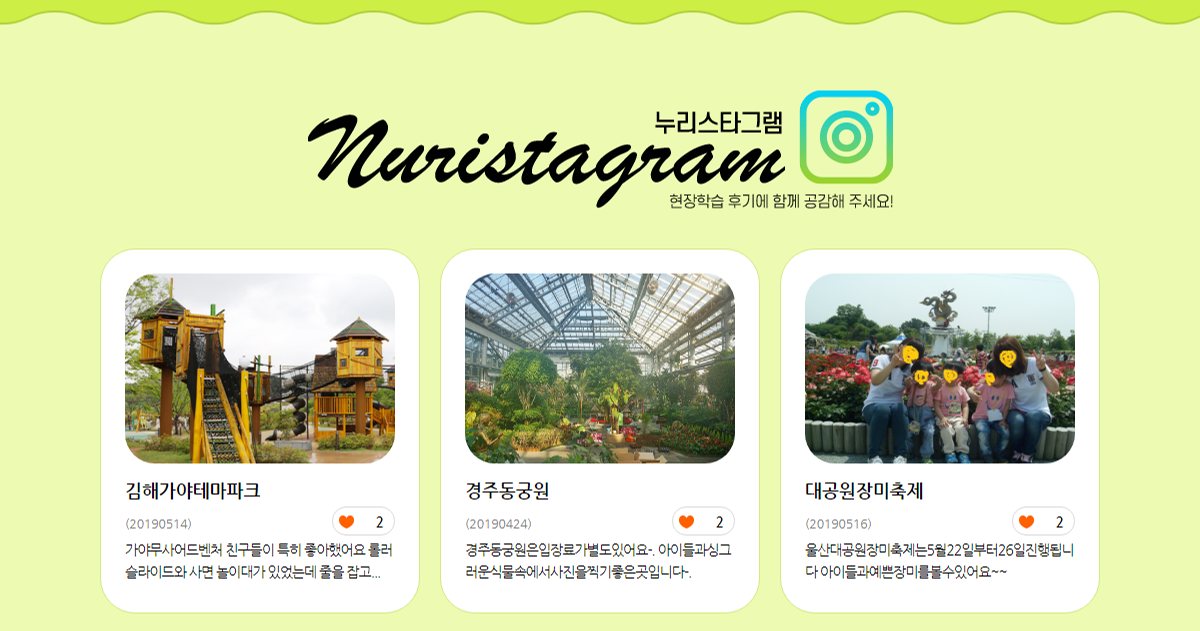 누리스타그램
Nuristagram
현장학습 후기에 함께 공감해 주세요!
김해가야테마파크
(20190514)
2
가야무사어드벤처 친구들이 특히 좋아했어요 롤러
슬라이드와 사면 놀이대가 있었는데 줄을 잡고...
경주동궁원
(20190424)
2
경주동궁원은입장료가별도있어요~. 아이들과싱그
러운식물속에서사진을찍기좋은곳입니다~.
대공원장미축제
(20190516)
2
울산대공원장미축제는5월22일부터26일진행됩니
다 아이들과예쁜장미를볼수있어요~~